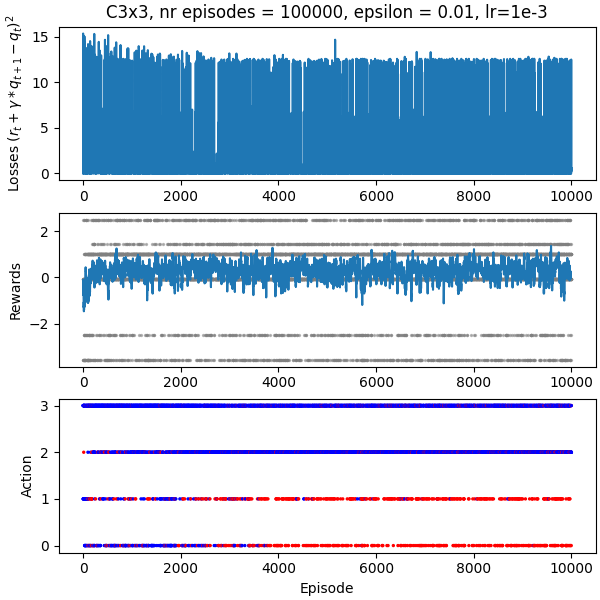 C3x3, nr episodes = 100000, epsilon = 0.01, lr=1e-3
Losses $(r_t + \gamma * q_{t+1} - q_t)^2$
15
10
5
0
0 2000 4000 6000 8000 10000
Rewards
2
0
−2
0 2000 4000 6000 8000 10000
Action
3
2
1
0
0 2000 4000 6000 8000 10000
Episode